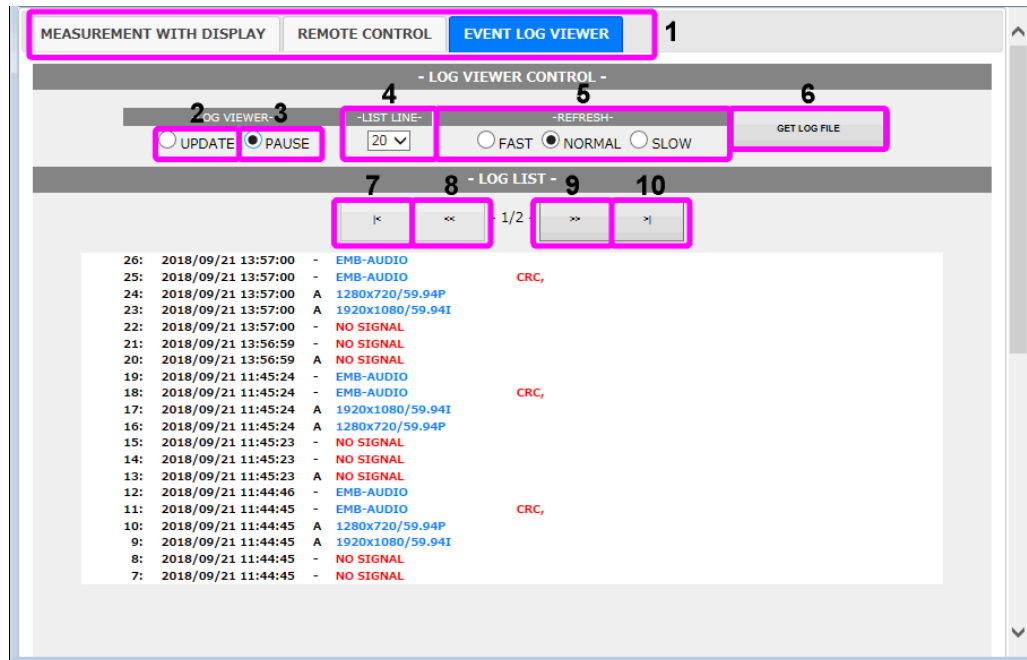 MEASUREMENT WITH DISPLAY REMOTE CONTROL EVENT LOG VIEWER 1
- LOG VIEWER CONTROL -
2 3 4 5 6
-LOG VIEWER- -LIST LINE- -REFRESH- GET LOG FILE
UPDATE PAUSE 20 FAST NORMAL SLOW
- LOG LIST -
7 8 9 10
|< << - 1/2 - >> >|
26: 2018/09/21 13:57:00 - EMB-AUDIO
25: 2018/09/21 13:57:00 - EMB-AUDIO CRC,
24: 2018/09/21 13:57:00 A 1280x720/59.94P
23: 2018/09/21 13:57:00 A 1920x1080/59.94I
22: 2018/09/21 13:57:00 - NO SIGNAL
21: 2018/09/21 13:56:59 - NO SIGNAL
20: 2018/09/21 13:56:59 A NO SIGNAL
19: 2018/09/21 11:45:24 - EMB-AUDIO
18: 2018/09/21 11:45:24 - EMB-AUDIO CRC,
17: 2018/09/21 11:45:24 A 1920x1080/59.94I
16: 2018/09/21 11:45:24 A 1280x720/59.94P
15: 2018/09/21 11:45:23 - NO SIGNAL
14: 2018/09/21 11:45:23 - NO SIGNAL
13: 2018/09/21 11:45:23 A NO SIGNAL
12: 2018/09/21 11:44:46 - EMB-AUDIO
11: 2018/09/21 11:44:45 - EMB-AUDIO CRC,
10: 2018/09/21 11:44:45 A 1280x720/59.94P
9: 2018/09/21 11:44:45 A 1920x1080/59.94I
8: 2018/09/21 11:44:45 - NO SIGNAL
7: 2018/09/21 11:44:45 - NO SIGNAL